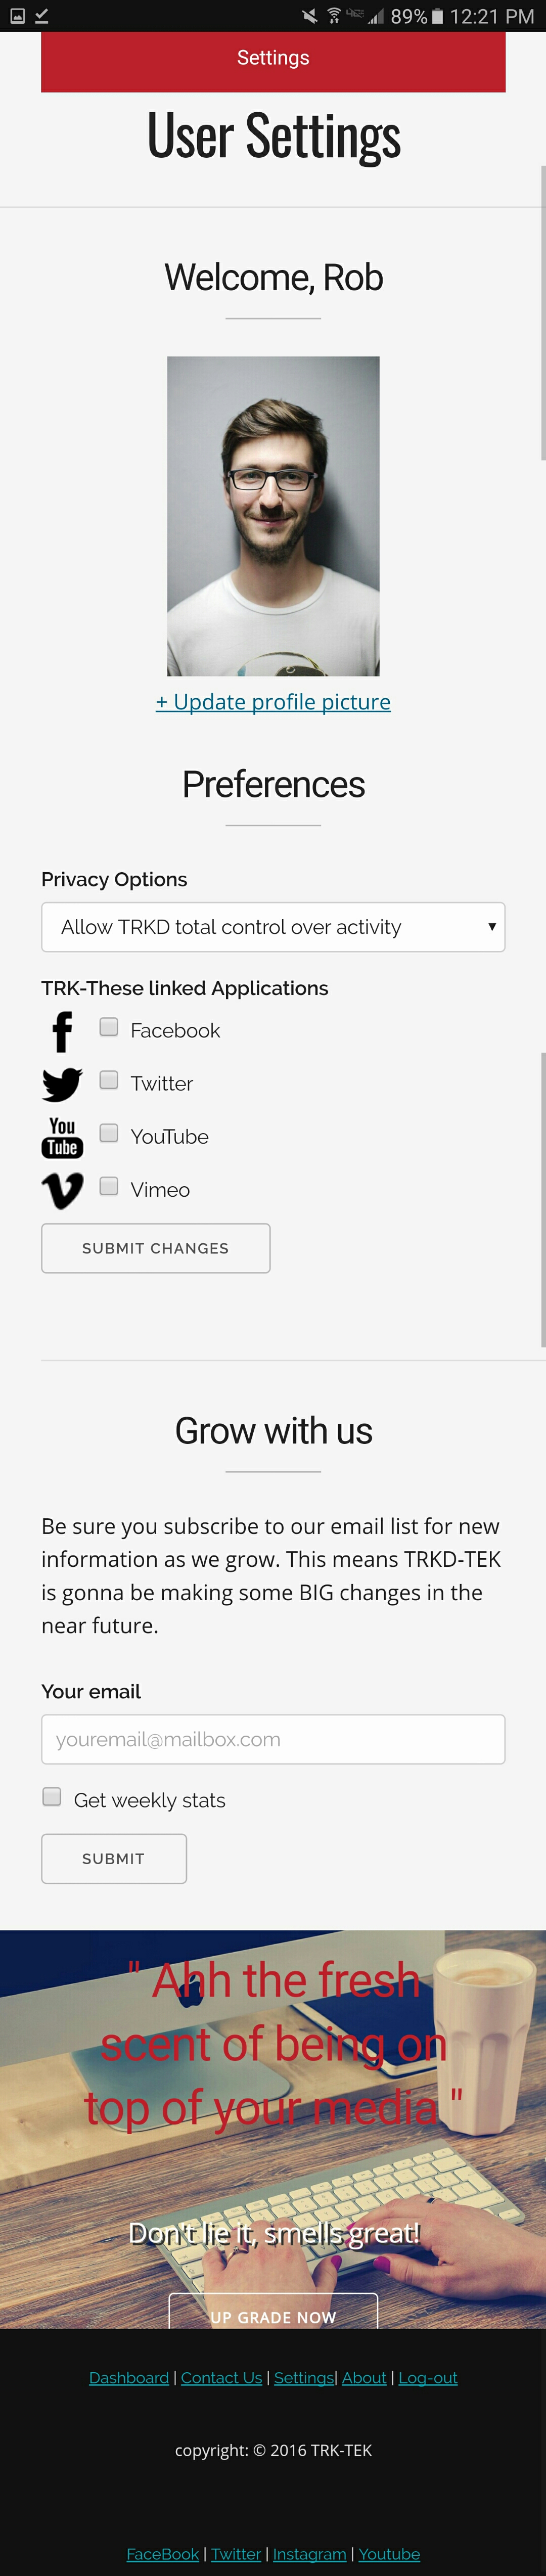 89% 12:21 PM
Settings
User Settings
Welcome, Rob
+ Update profile picture
Preferences
Privacy Options
Allow TRKD total control over activity
TRK-These linked Applications
Facebook
Twitter
You
Tube
YouTube
Vimeo
SUBMIT CHANGES
Grow with us
Be sure you subscribe to our email list for new
information as we grow. This means TRKD-TEK
is gonna be making some BIG changes in the
near future.
Your email
youremail@mailbox.com
Get weekly stats
SUBMIT
" Ahh the fresh
scent of being on
top of your media "
Don't lie it, smells great!
UP GRADE NOW
Dashboard | Contact Us | Settings| About | Log-out
copyright: © 2016 TRK-TEK
FaceBook | Twitter | Instagram | Youtube